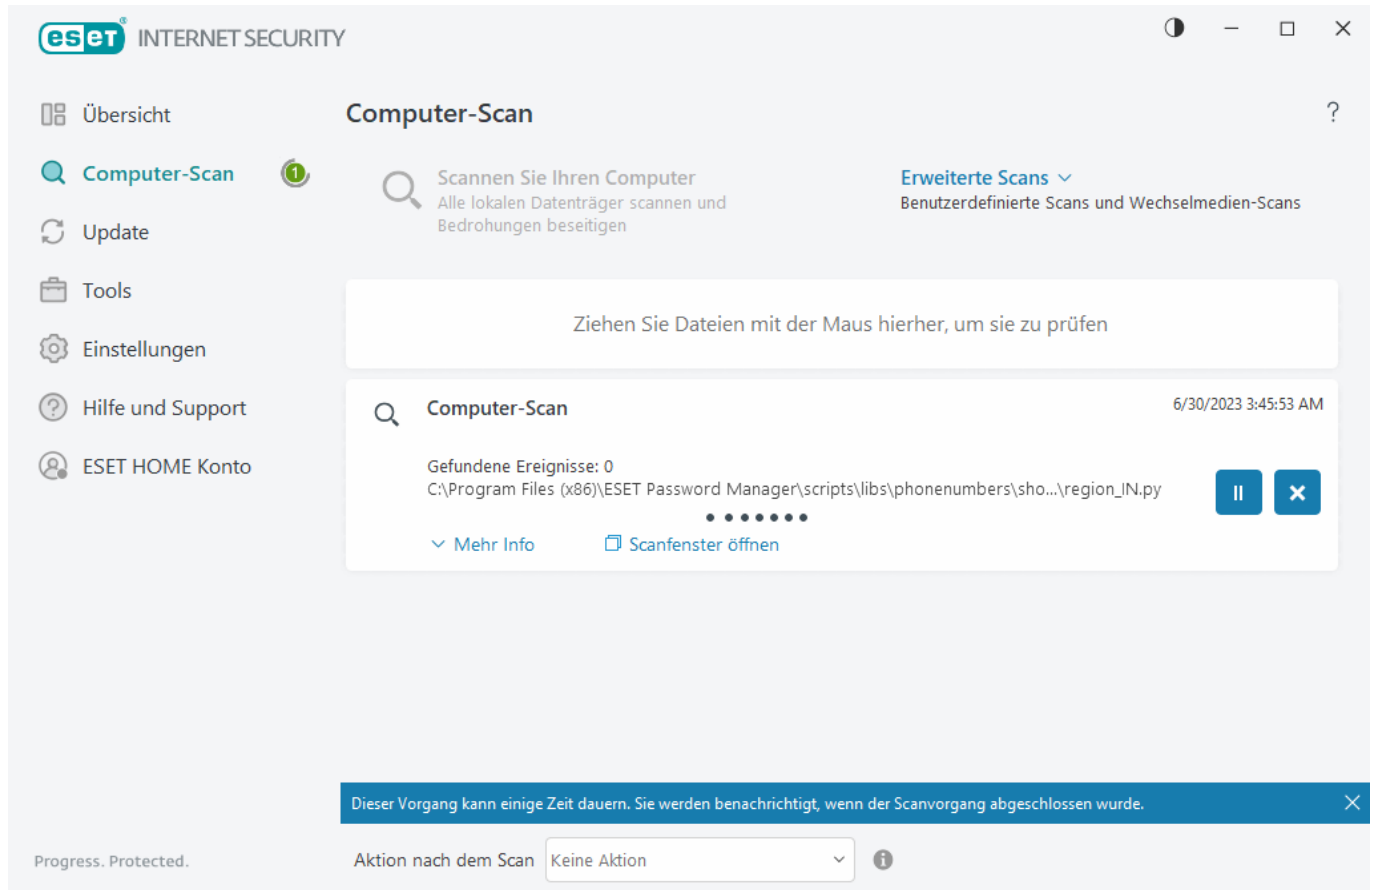 eset® INTERNET SECURITY
Übersicht
Computer-Scan 1
Update
Tools
Einstellungen
Hilfe und Support
ESET HOME Konto
Computer-Scan ?
Scannen Sie Ihren Computer
Alle lokalen Datenträger scannen und
Bedrohungen beseitigen
Erweiterte Scans
Benutzerdefinierte Scans und Wechselmedien-Scans
Ziehen Sie Dateien mit der Maus hierher, um sie zu prüfen
Computer-Scan 6/30/2023 3:45:53 AM
Gefundene Ereignisse: 0
C:\Program Files (x86)\ESET Password Manager\scripts\libs\phonenumbers\sho...\region_IN.py
Mehr Info Scanfenster öffnen
Dieser Vorgang kann einige Zeit dauern. Sie werden benachrichtigt, wenn der Scanvorgang abgeschlossen wurde.
Progress. Protected.
Aktion nach dem Scan Keine Aktion